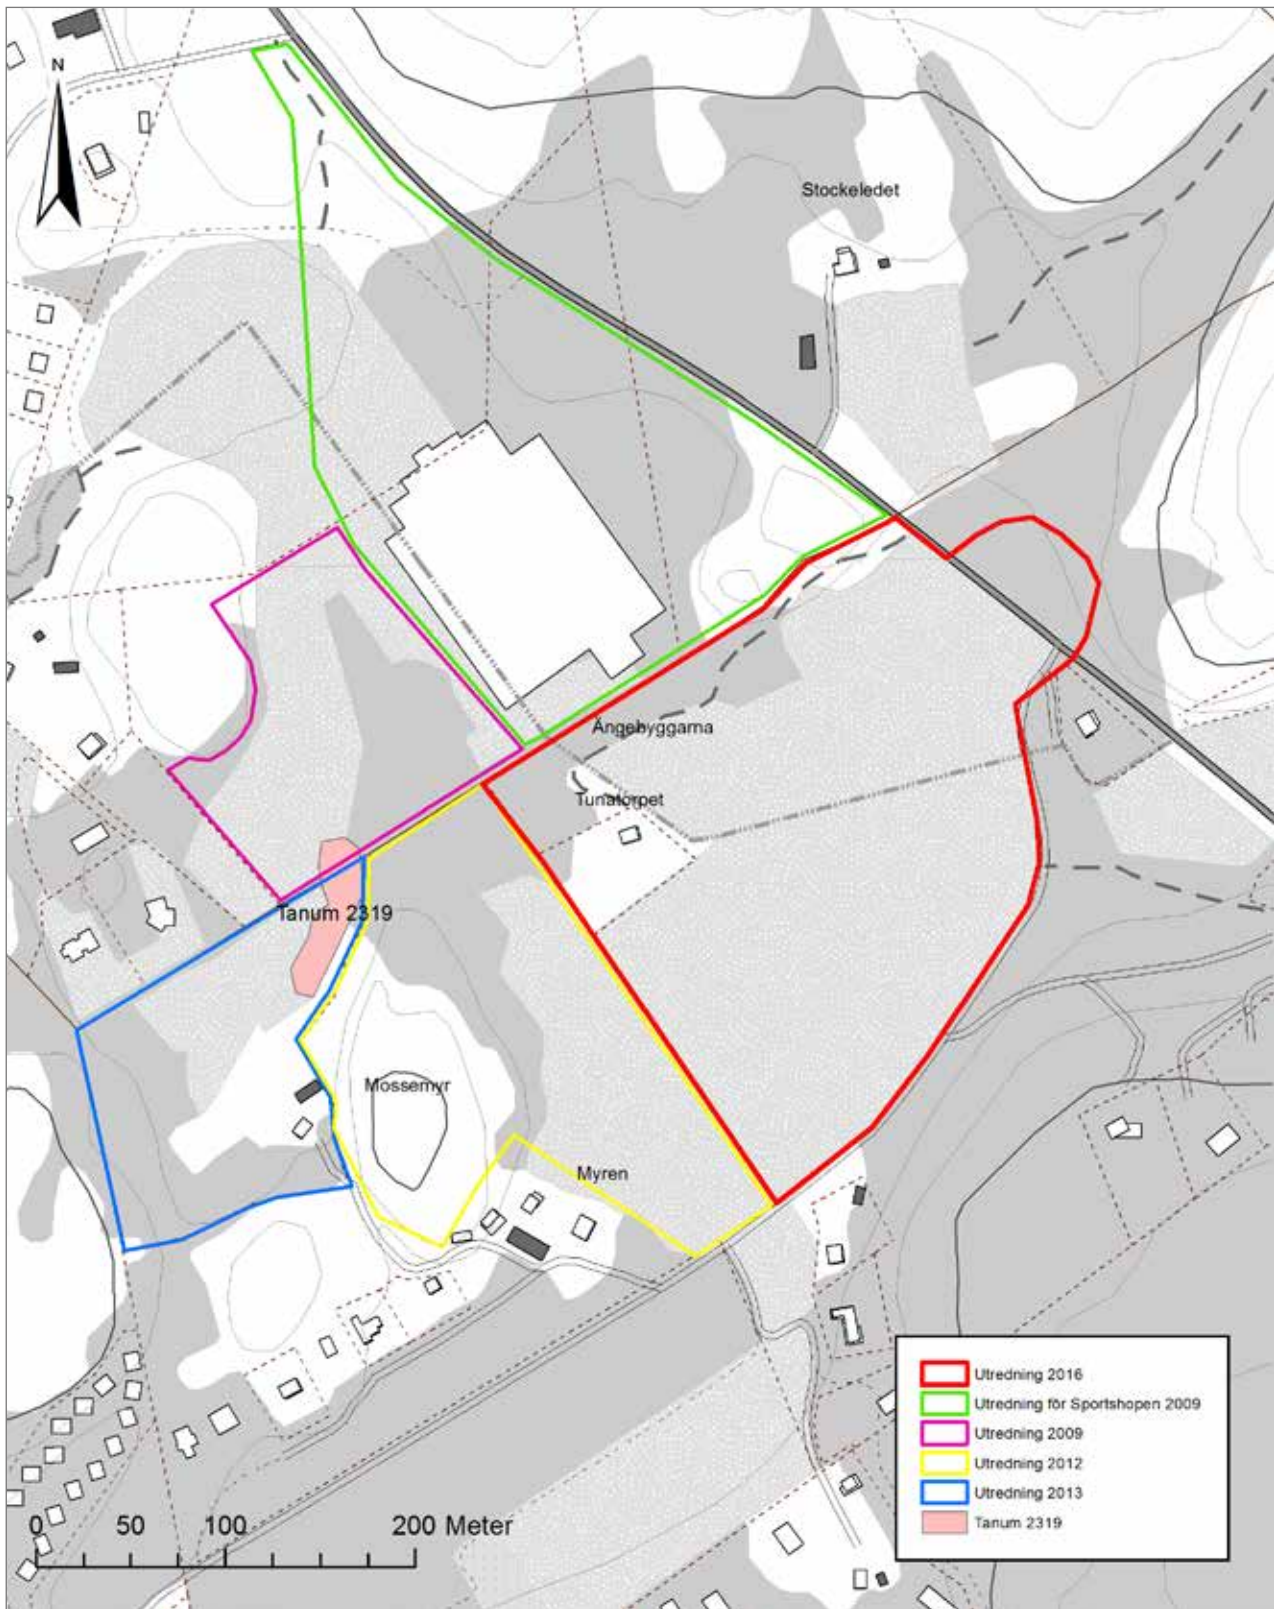 N
Stockeledet
Ängebyggarna
Tunatorpet
Tanum 2319
Mossemyr
Myren
Utredning 2016
Utredning för Sportshopen 2009
Utredning 2009
Utredning 2012
Utredning 2013
Tanum 2319
0 50 100 200 Meter